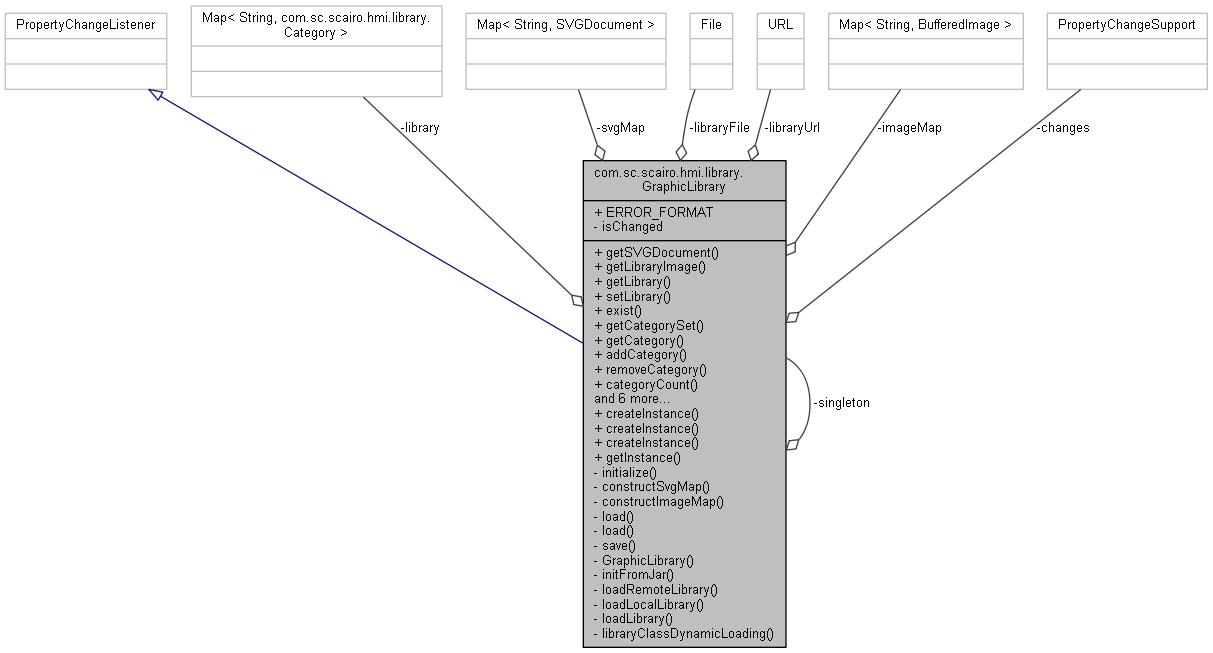 PropertyChangeListener
Map< String, com.sc.scairo.hmi.library.
Category >
Map< String, SVGDocument >
File
URL
Map< String, BufferedImage >
PropertyChangeSupport
-library
-svgMap
-libraryFile
-libraryUrl
-imageMap
-changes
com.sc.scairo.hmi.library.
GraphicLibrary
+ ERROR_FORMAT
- isChanged
+ getSVGDocument()
+ getLibraryImage()
+ getLibrary()
+ setLibrary()
+ exist()
+ getCategorySet()
+ getCategory()
+ addCategory()
+ removeCategory()
+ categoryCount()
and 6 more...
+ createInstance()
+ createInstance()
+ createInstance()
+ getInstance()
- initialize()
- constructSvgMap()
- constructImageMap()
- load()
- load()
- save()
- GraphicLibrary()
- initFromJar()
- loadRemoteLibrary()
- loadLocalLibrary()
- loadLibrary()
- libraryClassDynamicLoading()
-singleton